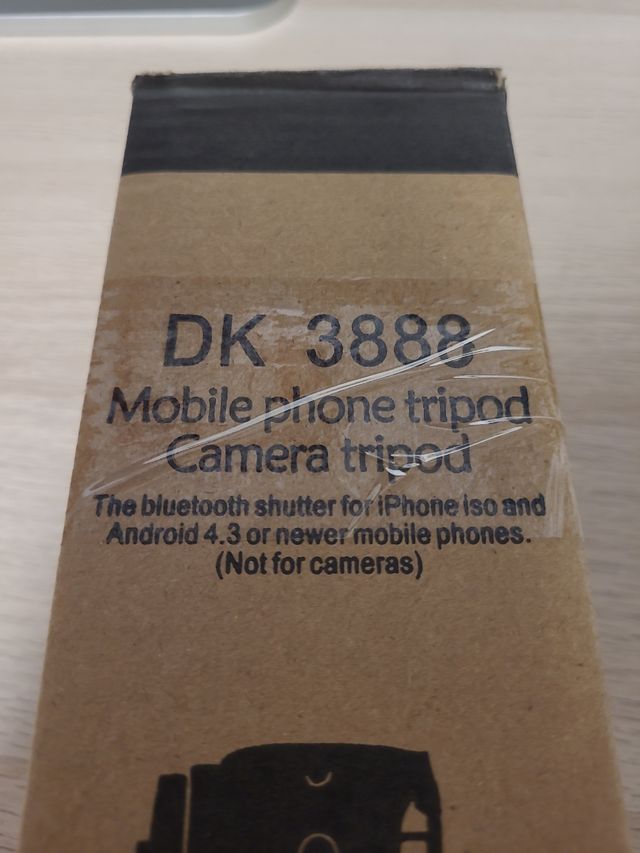 DK 3888
Mobile phone tripod
Camera tripod
The bluetooth shutter for iPhone iso and
Android 4.3 or newer mobile phones.
(Not for cameras)